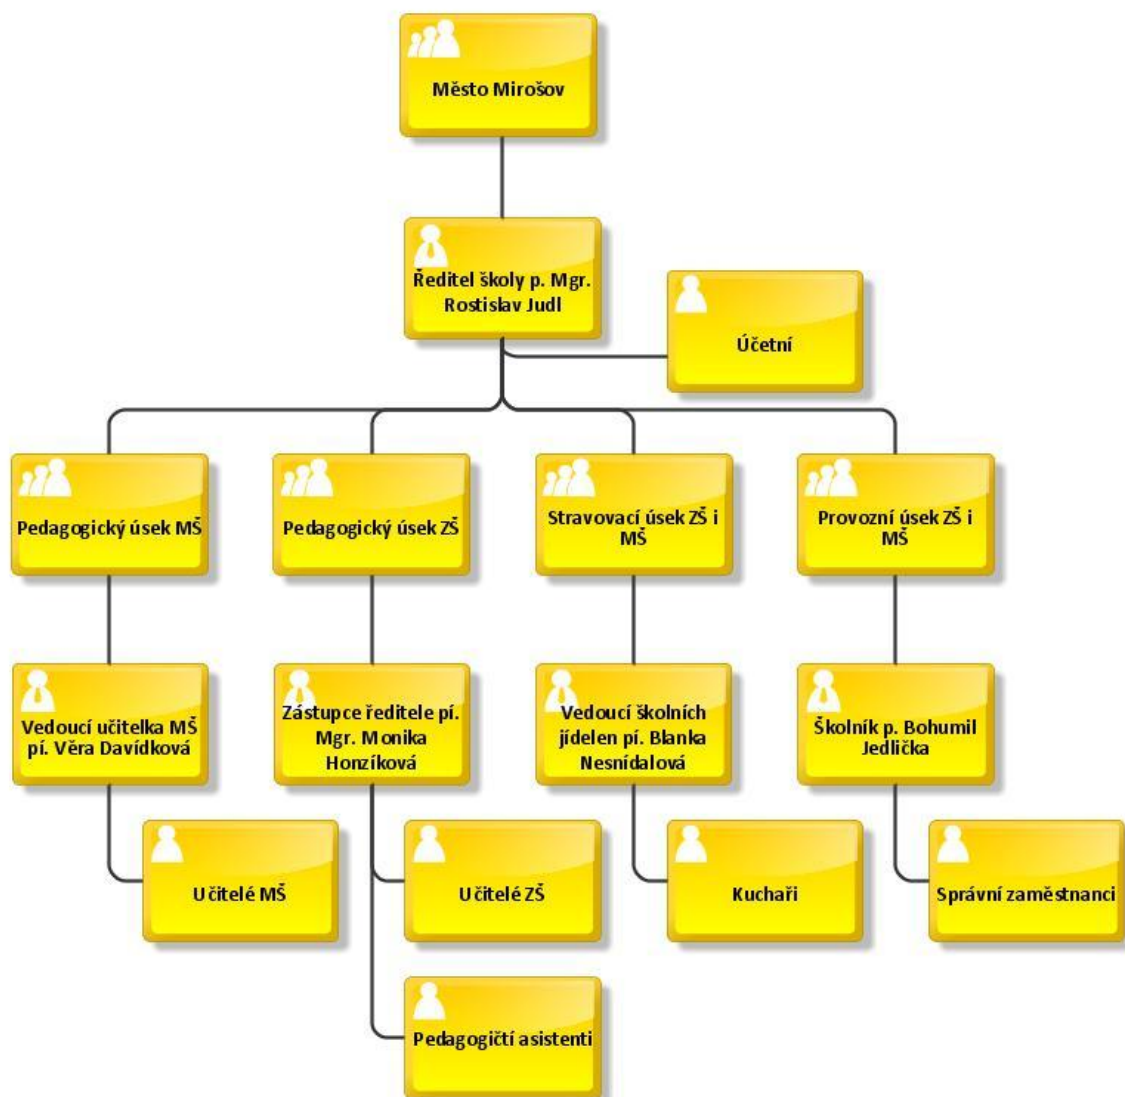 Město Mirošov
Ředitel školy p. Mgr.
Rostislav Judl
Účetní
Pedagogický úsek MŠ
Pedagogický úsek ZŠ
Stravovací úsek ZŠ i
MŠ
Provozní úsek ZŠ i
MŠ
Vedoucí učitelka MŠ
pí. Věra Davídková
Zástupce ředitele pí.
Mgr. Monika
Honzíková
Vedoucí školních
jídelen pí. Blanka
Nesnídalová
Školník p. Bohumil
Jedlička
Učitelé MŠ
Učitelé ZŠ
Kuchaři
Správní zaměstnanci
Pedagogičtí asistenti